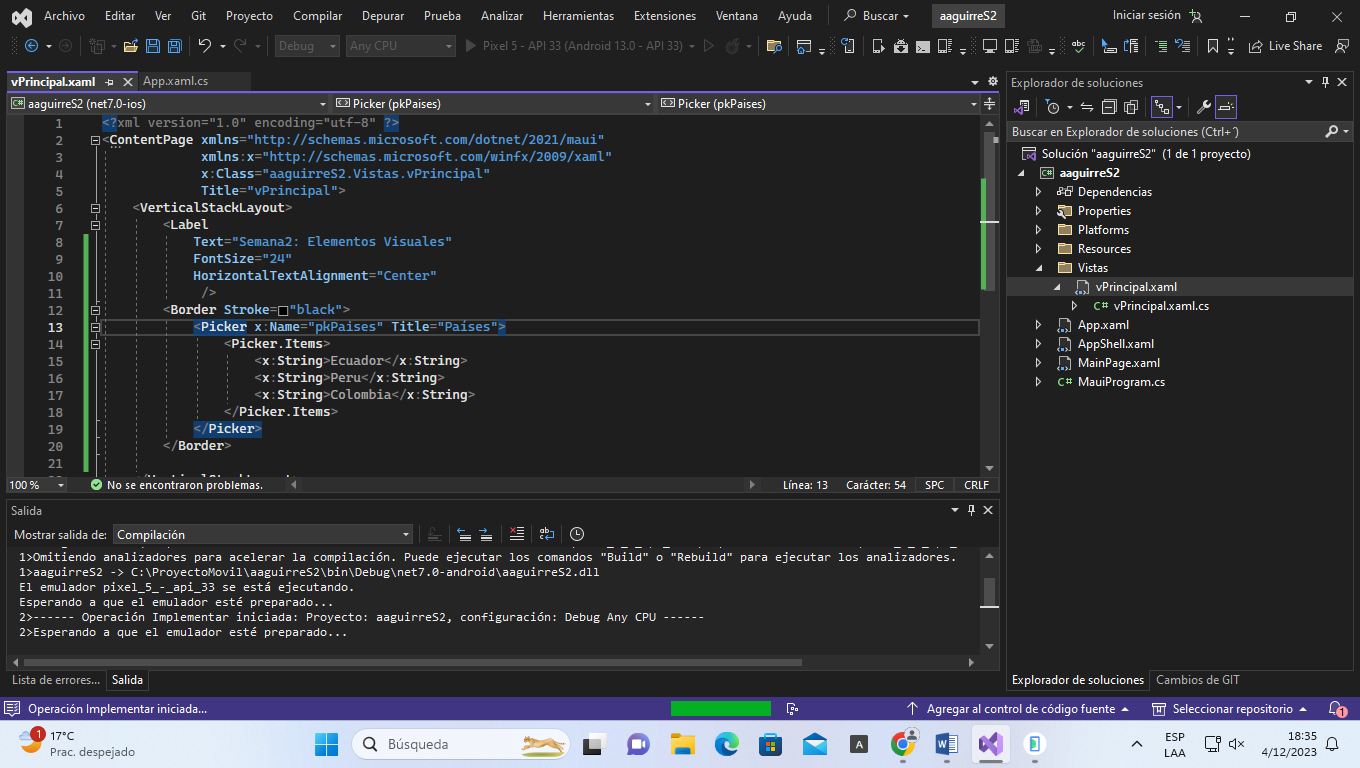 Archivo Editar Ver Git Proyecto Compilar Depurar Prueba Analizar Herramientas Extensiones Ventana Ayuda Buscar aaguirreS2 Iniciar sesión
Debug Any CPU Pixel 5 - API 33 (Android 13.0 - API 33) Live Share
vPrincipal.xaml App.xaml.cs
aaguirreS2 (net7.0-ios) Picker (pkPaises) Picker (pkPaises)
1 <?xml version="1.0" encoding="utf-8" ?>
2 <ContentPage xmlns="http://schemas.microsoft.com/dotnet/2021/maui"
3 xmlns:x="http://schemas.microsoft.com/winfx/2009/xaml"
4 x:Class="aaguirreS2.Vistas.vPrincipal"
5 Title="vPrincipal">
6 <VerticalStackLayout>
7 <Label
8 Text="Semana2: Elementos Visuales"
9 FontSize="24"
10 HorizontalTextAlignment="Center"
11 />
12 <Border Stroke="black">
13 <Picker x:Name="pkPaises" Title="Países">
14 <Picker.Items>
15 <x:String>Ecuador</x:String>
16 <x:String>Peru</x:String>
17 <x:String>Colombia</x:String>
18 </Picker.Items>
19 </Picker>
20 </Border>
21
100 % No se encontraron problemas. Línea: 13 Carácter: 54 SPC CRLF
Salida
Mostrar salida de: Compilación
1>Omitiendo analizadores para acelerar la compilación. Puede ejecutar los comandos "Build" o "Rebuild" para ejecutar los analizadores.
1>aaguirreS2 -> C:\ProyectoMovil\aaguirreS2\bin\Debug\net7.0-android\aaguirreS2.dll
El emulador pixel_5_-_api_33 se está ejecutando.
Esperando a que el emulador esté preparado...
2>------ Operación Implementar iniciada: Proyecto: aaguirreS2, configuración: Debug Any CPU ------
2>Esperando a que el emulador esté preparado...
Lista de errores... Salida
Explorador de soluciones
Buscar en Explorador de soluciones (Ctrl+´)
Solución "aaguirreS2" (1 de 1 proyecto)
aaguirreS2
Dependencias
Properties
Platforms
Resources
Vistas
vPrincipal.xaml
C# vPrincipal.xaml.cs
App.xaml
AppShell.xaml
MainPage.xaml
C# MauiProgram.cs
Explorador de soluciones Cambios de GIT
Operación Implementar iniciada... Agregar al control de código fuente Seleccionar repositorio 1
1 17°C
Prac. despejado
Búsqueda
A
ESP
LAA
18:35
4/12/2023